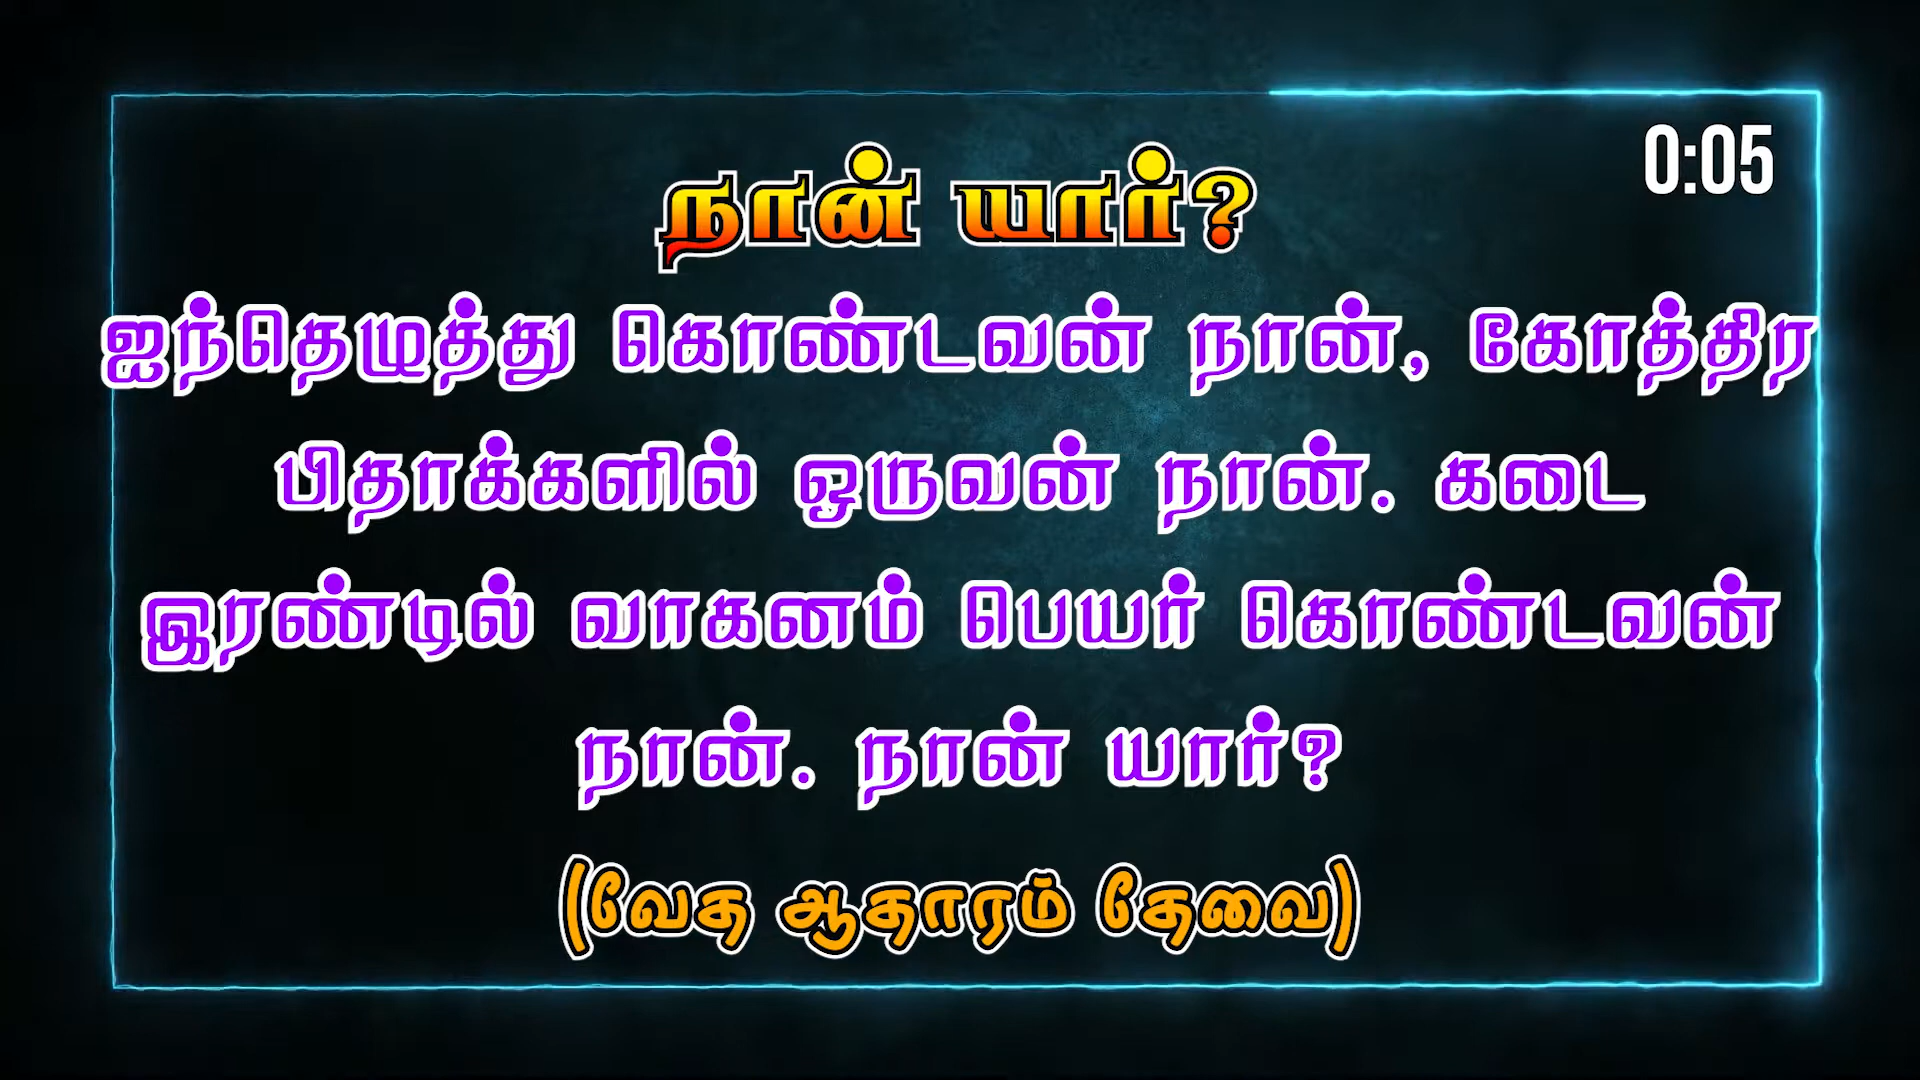 0:05
நான் யார்?
ஐந்தெழுத்து கொண்டவன் நான், கோத்திர
பிதாக்களில் ஒருவன் நான். கடை
இரண்டில் வாகனம் பெயர் கொண்டவன்
நான். நான் யார்?
(வேத ஆதாரம் தேவை)